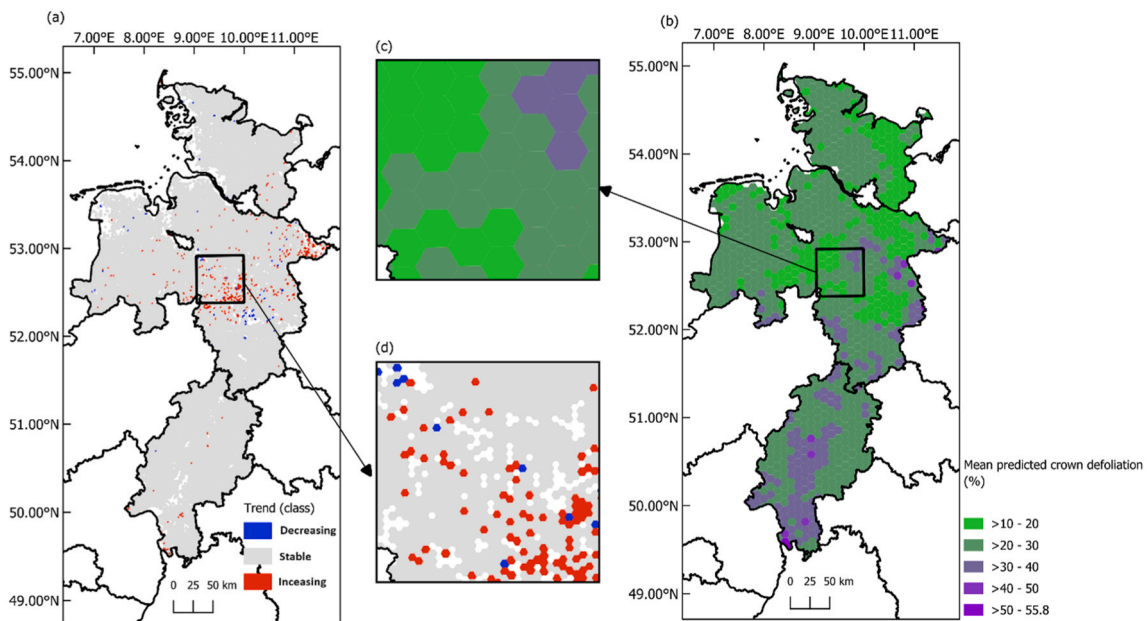 (a)
7.00°E 8.00°E 9.00°E 10.00°E 11.00°E
55.00°N
54.00°N
53.00°N
52.00°N
51.00°N
50.00°N
49.00°N
Trend (class)
Decreasing
Stable
Inceasing
0 25 50 km
(c)
(d)
(b)
7.00°E 8.00°E 9.00°E 10.00°E 11.00°E
55.00°N
54.00°N
53.00°N
52.00°N
51.00°N
50.00°N
49.00°N
0 25 50 km
Mean predicted crown defoliation
(%)
>10 - 20
>20 - 30
>30 - 40
>40 - 50
>50 - 55.8